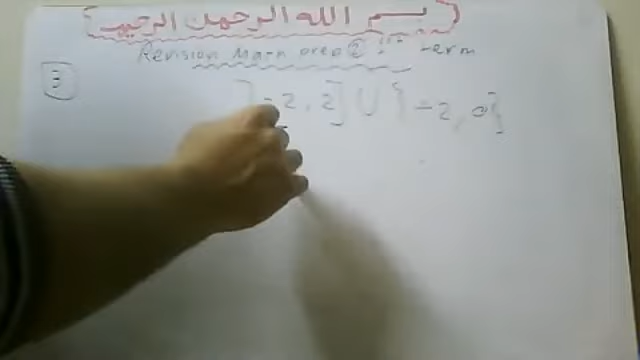 بسم الله الرحمن الرحيم
Revision Math prep ② 1st term
3
]-2, 2] ∪ {-2, 0}